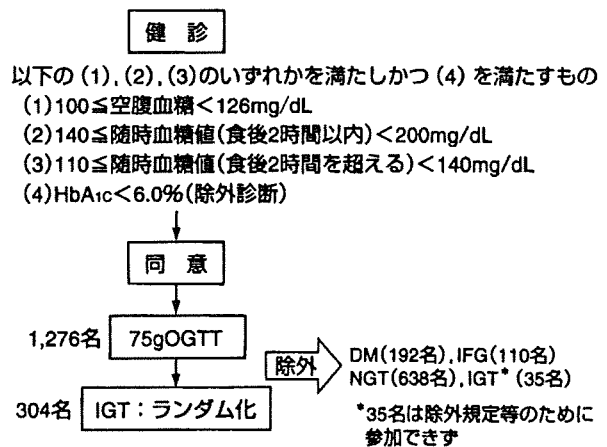 健 診
以下の(1),(2),(3)のいずれかを満たしかつ(4)を満たすもの
(1)100≦空腹血糖<126mg/dL
(2)140≦随時血糖値(食後2時間以内)<200mg/dL
(3)110≦随時血糖値(食後2時間を超える)<140mg/dL
(4)HbA1c<6.0%(除外診断)
同 意
1,276名 75gOGTT
除外
DM(192名),IFG(110名)
NGT(638名),IGT*(35名)
304名 IGT:ランダム化
*35名は除外規定等のために
参加できず